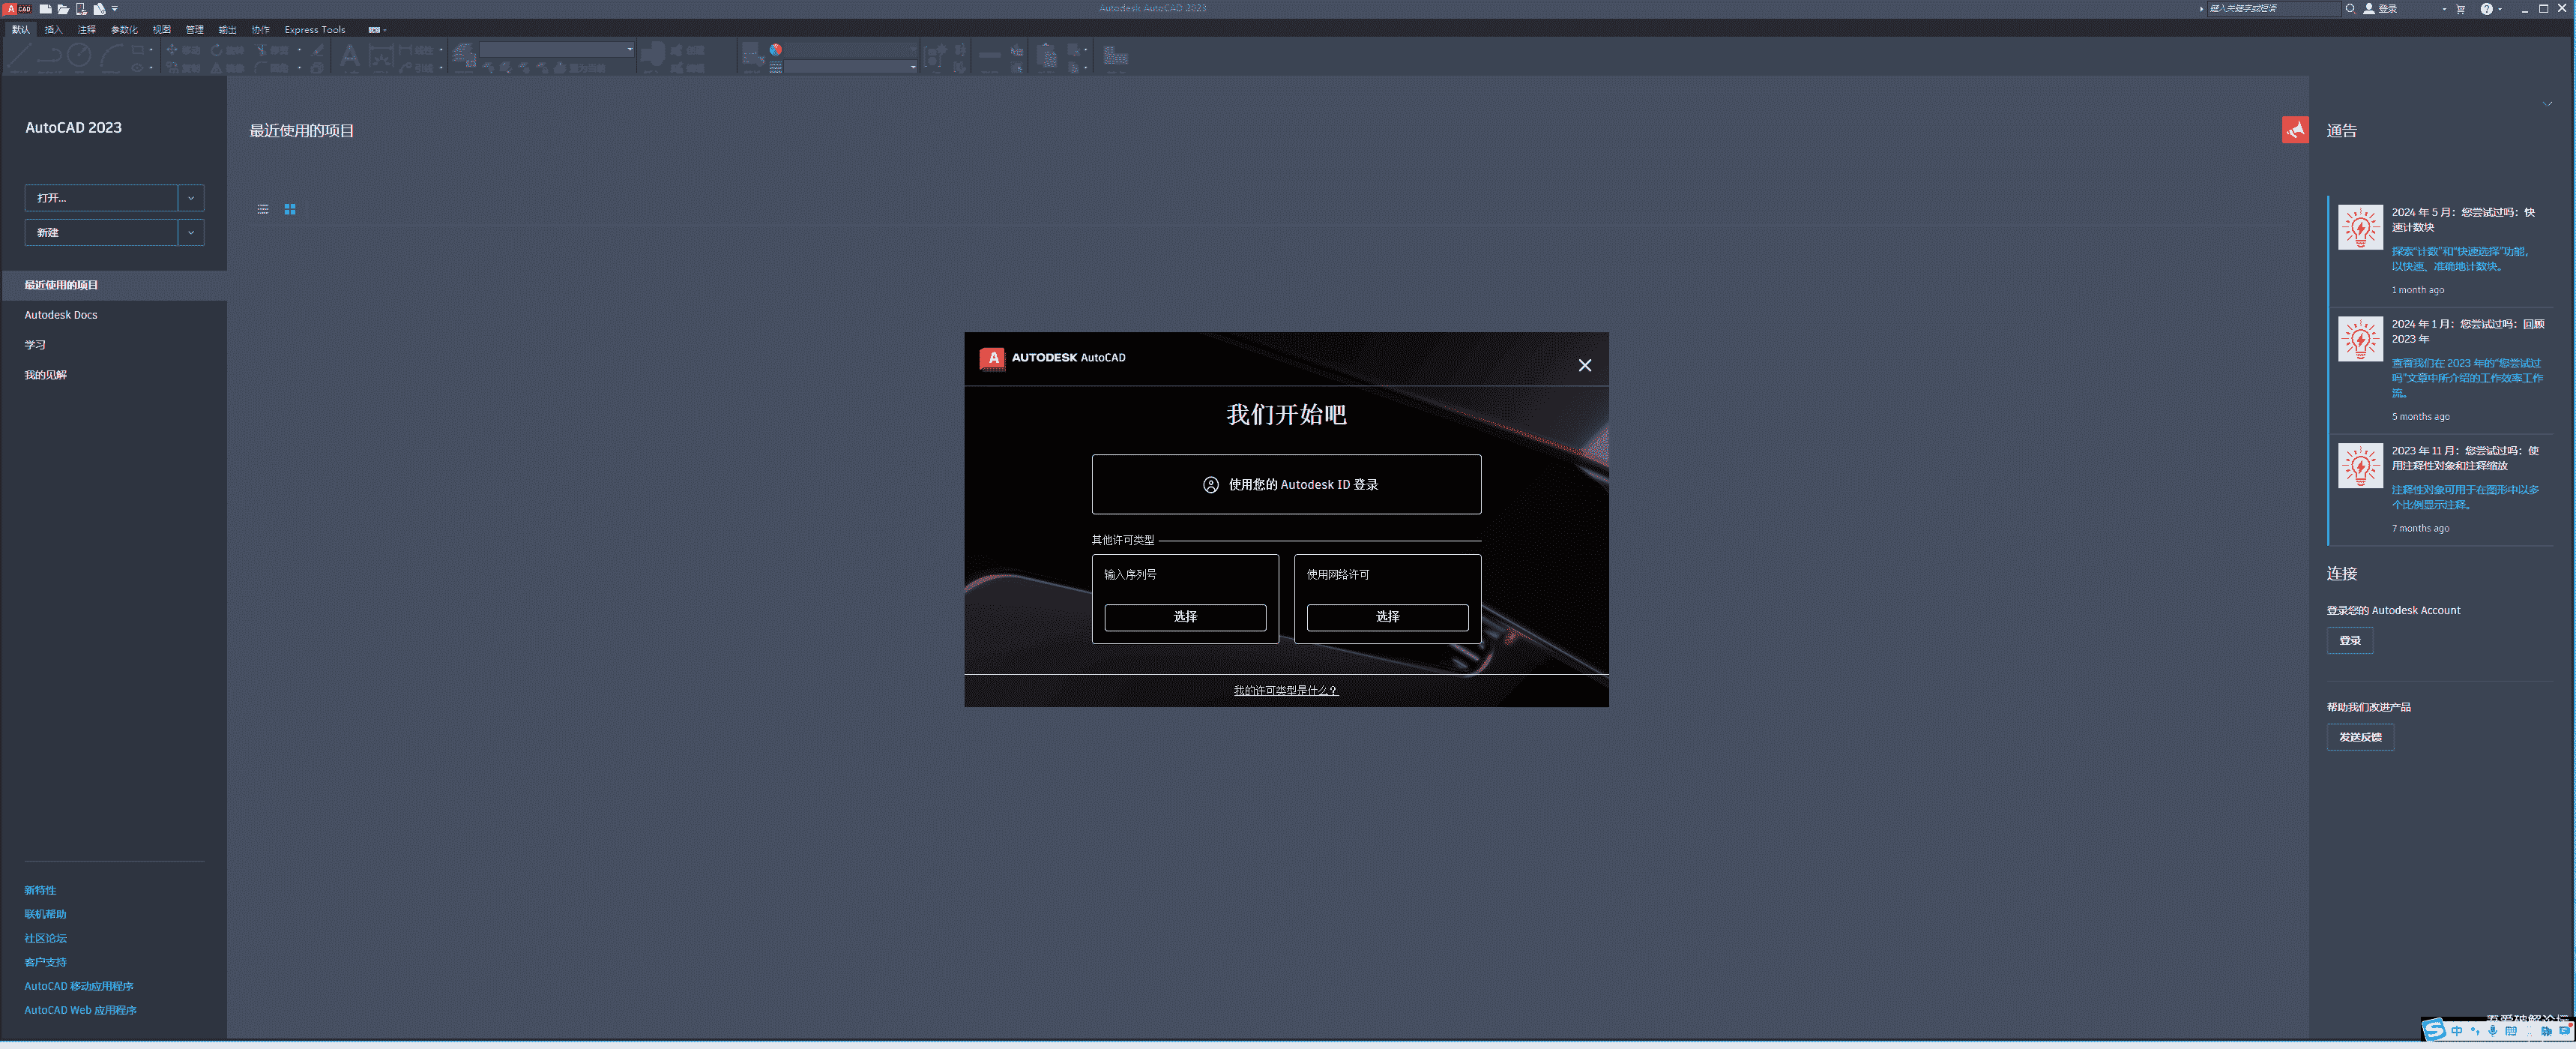 A CAD
Autodesk AutoCAD 2023
键入关键字或短语
登录
默认
插入
注释
参数化
视图
管理
输出
协作
Express Tools
AutoCAD 2023
打开...
新建
最近使用的项目
Autodesk Docs
学习
我的见解
新特性
联机帮助
社区论坛
客户支持
AutoCAD 移动应用程序
AutoCAD Web 应用程序
最近使用的项目
A AUTODESK AutoCAD
我们开始吧
使用您的 Autodesk ID 登录
其他许可类型
输入序列号
选择
使用网络许可
选择
我的许可类型是什么?
通告
2024 年 5 月：您尝试过吗：快
速计数块
探索“计数”和“快速选择”功能，
以快速、准确地计数块。
1 month ago
2024 年 1 月：您尝试过吗：回顾
2023 年
查看我们在 2023 年的“您尝试过
吗”文章中所介绍的工作效率工作
流。
5 months ago
2023 年 11 月：您尝试过吗：使
用注释性对象和注释缩放
注释性对象可用于在图形中以多
个比例显示注释。
7 months ago
连接
登录您的 Autodesk Account
登录
帮助我们改进产品
发送反馈
中